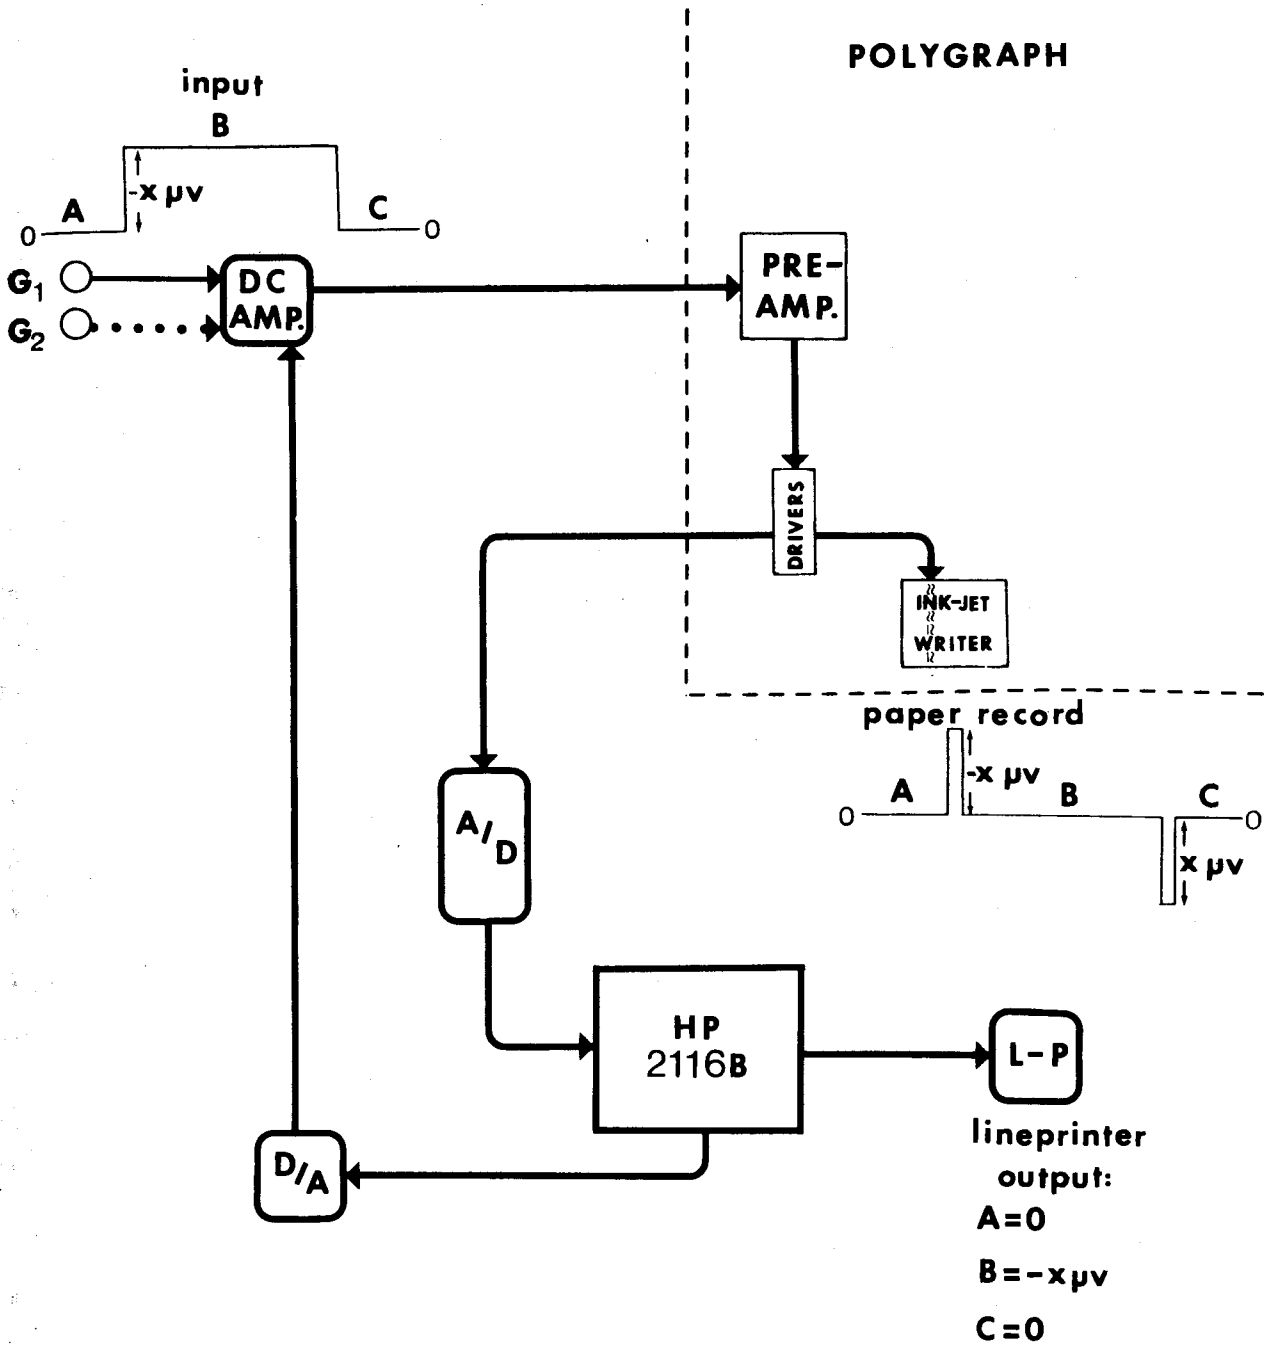 POLYGRAPH
input
B
-x µv
A
C
0
0
G1
DC
AMP.
G2
PRE-
AMP.
DRIVERS
INK-JET
WRITER
paper record
-x µv
A
B
C
0
0
x µv
A/D
HP
2116B
L-P
lineprinter
output:
A=0
B=-xµv
C=0
D/A